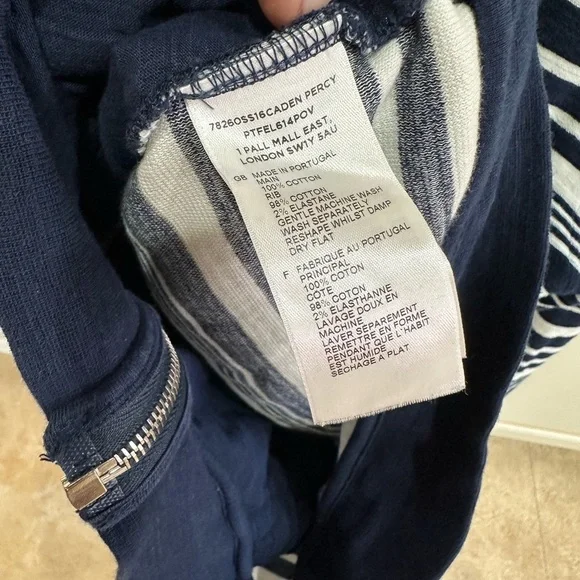 78260SS16CADEN PERCY
PTFEL614POV
1 PALL MALL EAST,
LONDON SW1Y 5AU
GB MADE IN PORTUGAL
MAIN
100% COTTON
RIB
98% COTTON
2% ELASTANE
GENTLE MACHINE WASH
WASH SEPARATELY
RESHAPE WHILST DAMP
DRY FLAT
F FABRIQUE AU PORTUGAL
PRINCIPAL
100% COTON
CÔTE
98% COTON
2% ELASTHANNE
LAVAGE DOUX EN
MACHINE
LAVER SEPAREMENT
REMETTRE EN FORME
PENDANT QUE L'HABIT
EST HUMIDE
SÉCHAGE A PLAT